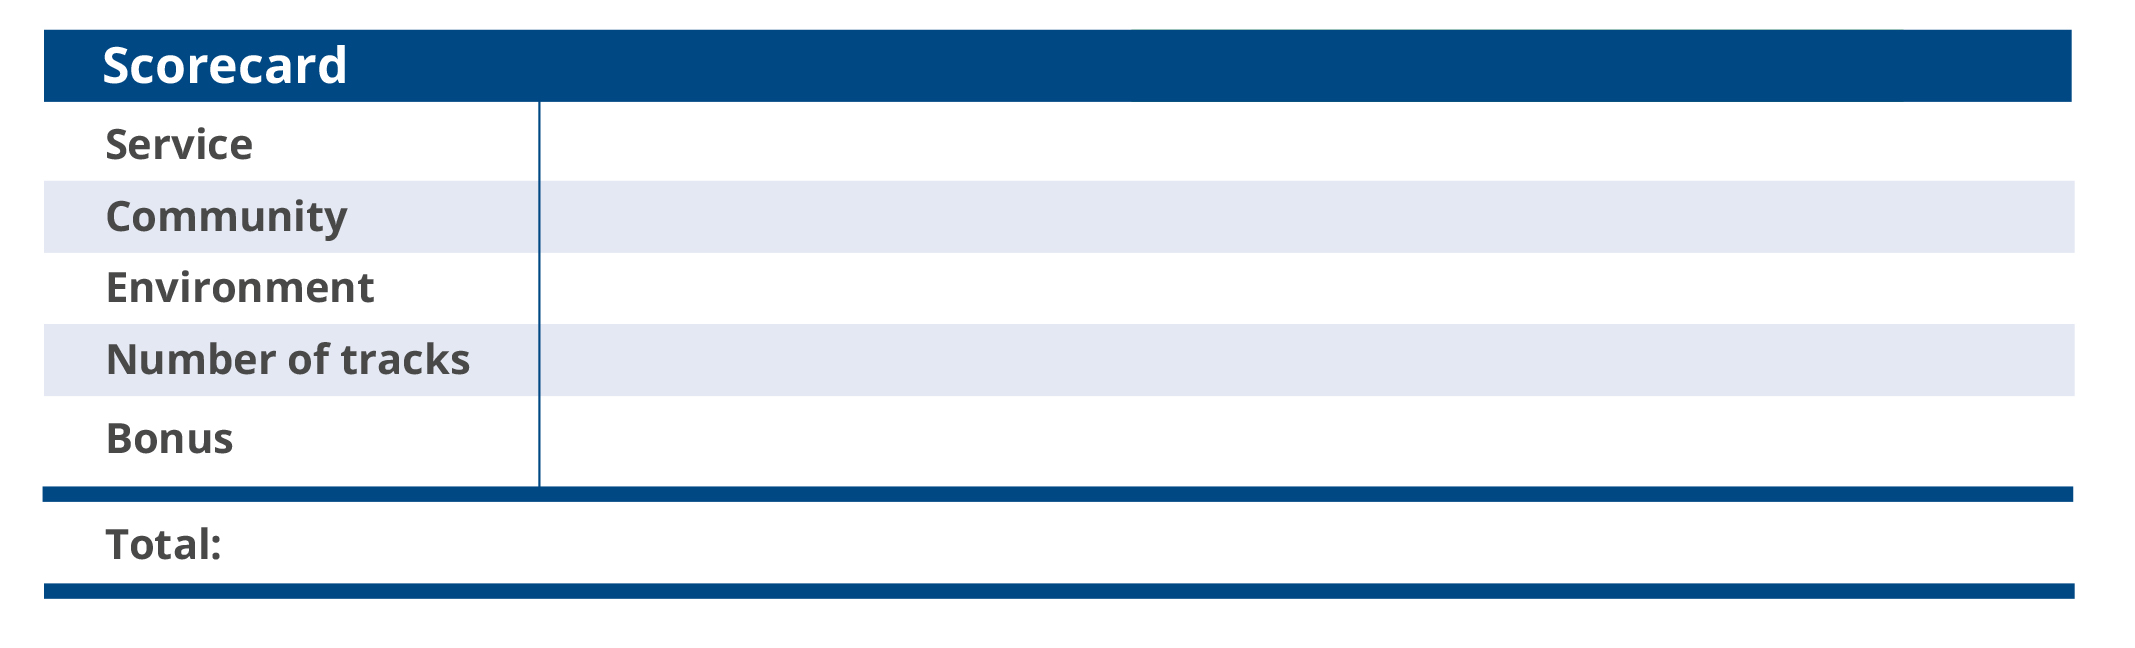 Scorecard
Service
Community
Environment
Number of tracks
Bonus
Total: